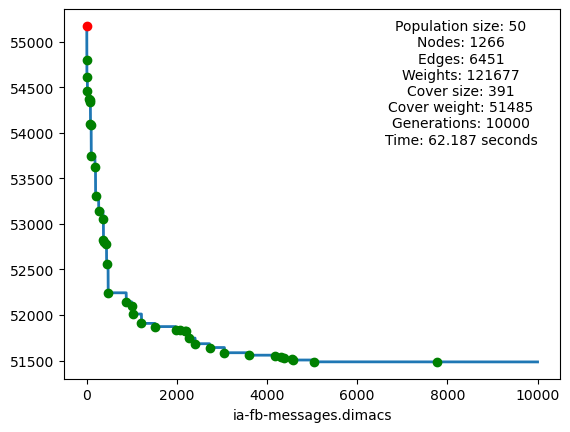 Population size: 50
Nodes: 1266
Edges: 6451
Weights: 121677
Cover size: 391
Cover weight: 51485
Generations: 10000
Time: 62.187 seconds
55000
54500
54000
53500
53000
52500
52000
51500
0 2000 4000 6000 8000 10000
ia-fb-messages.dimacs